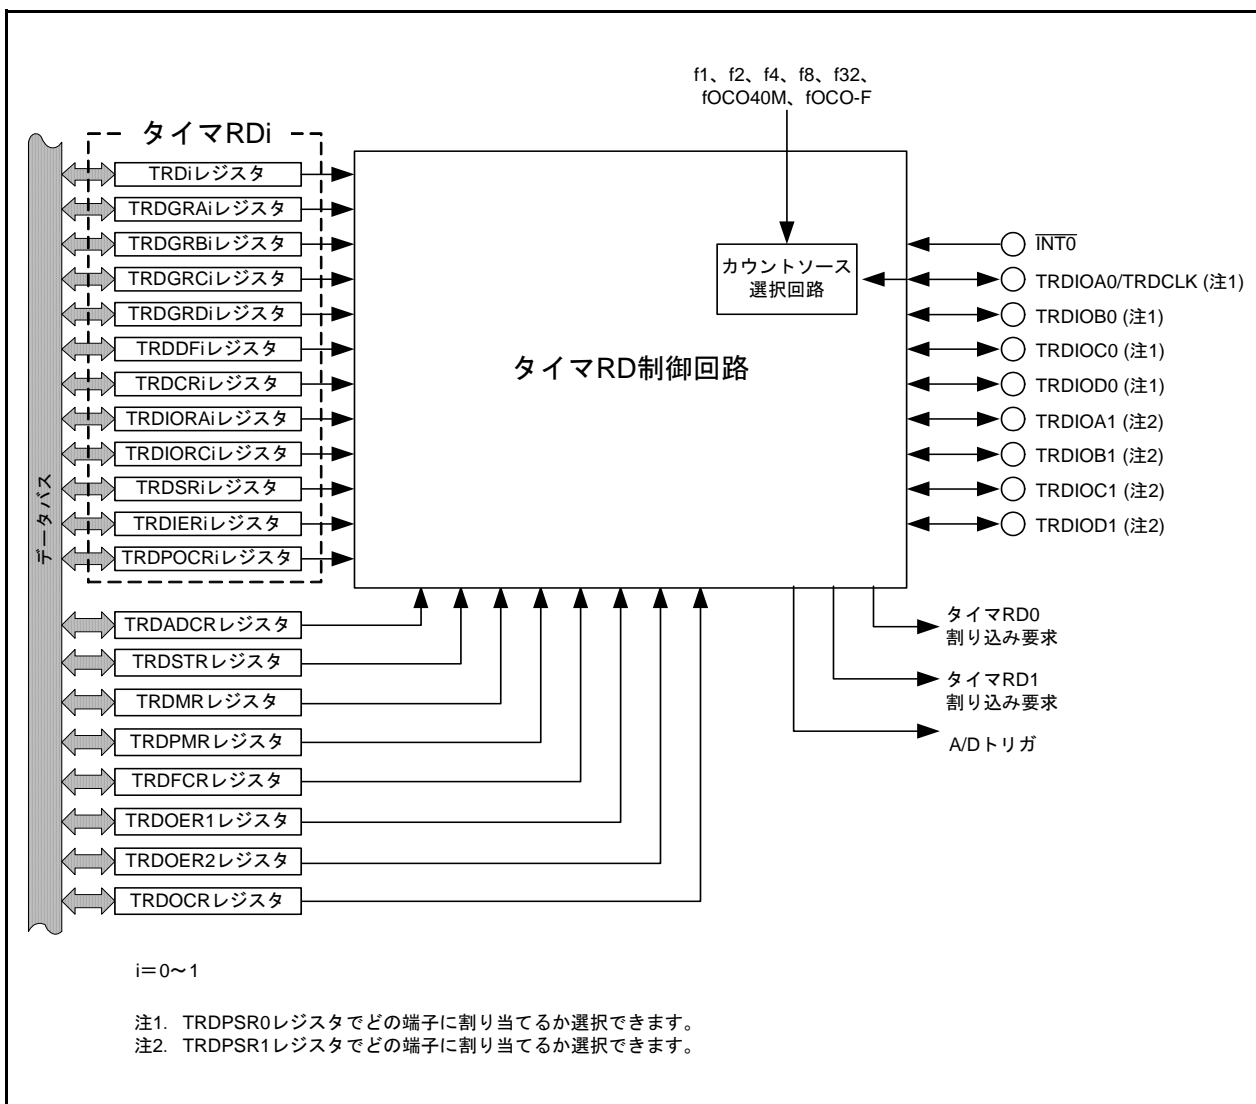 f1、f2、f4、f8、f32、
fOCO40M、fOCO-F
タイマRDi
TRDiレジスタ
TRDGRAiレジスタ
TRDGRBiレジスタ
TRDGRCiレジスタ
TRDGRDiレジスタ
TRDDFiレジスタ
TRDCRiレジスタ
TRDIORAiレジスタ
TRDIORCiレジスタ
TRDSRiレジスタ
TRDIERiレジスタ
TRDPOCRiレジスタ
データバス
カウントソース
選択回路
タイマRD制御回路
INT0
TRDIOA0/TRDCLK (注1)
TRDIOB0 (注1)
TRDIOC0 (注1)
TRDIOD0 (注1)
TRDIOA1 (注2)
TRDIOB1 (注2)
TRDIOC1 (注2)
TRDIOD1 (注2)
TRDADCRレジスタ
TRDSTRレジスタ
TRDMRレジスタ
TRDPMRレジスタ
TRDFCRレジスタ
TRDOER1レジスタ
TRDOER2レジスタ
TRDOCRレジスタ
タイマRD0
割り込み要求
タイマRD1
割り込み要求
A/Dトリガ
i＝0～1
注1. TRDPSR0レジスタでどの端子に割り当てるか選択できます。
注2. TRDPSR1レジスタでどの端子に割り当てるか選択できます。